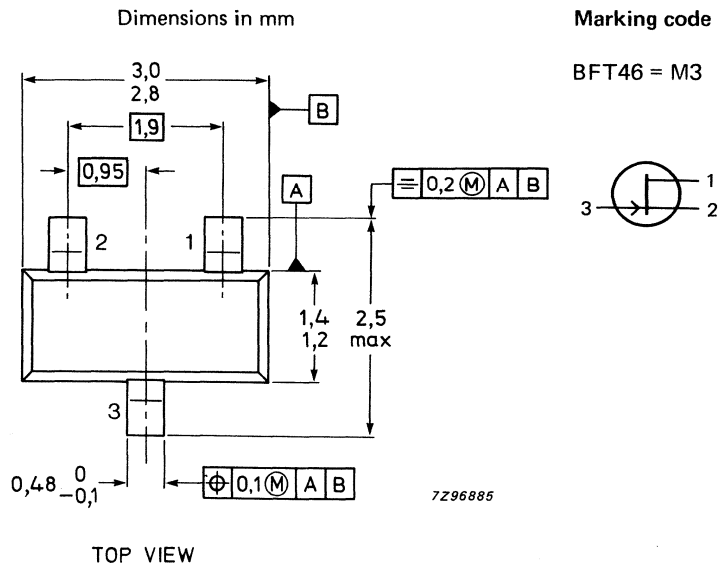 Dimensions in mm
Marking code
BFT46 = M3
3,0
2,8
B
1,9
0,95
A
0,2 Ⓜ A B
1
3 2
2 1
1,4
1,2
2,5
max
3
0,48 0
−0,1
0,1 Ⓜ A B
7Z96885
TOP VIEW